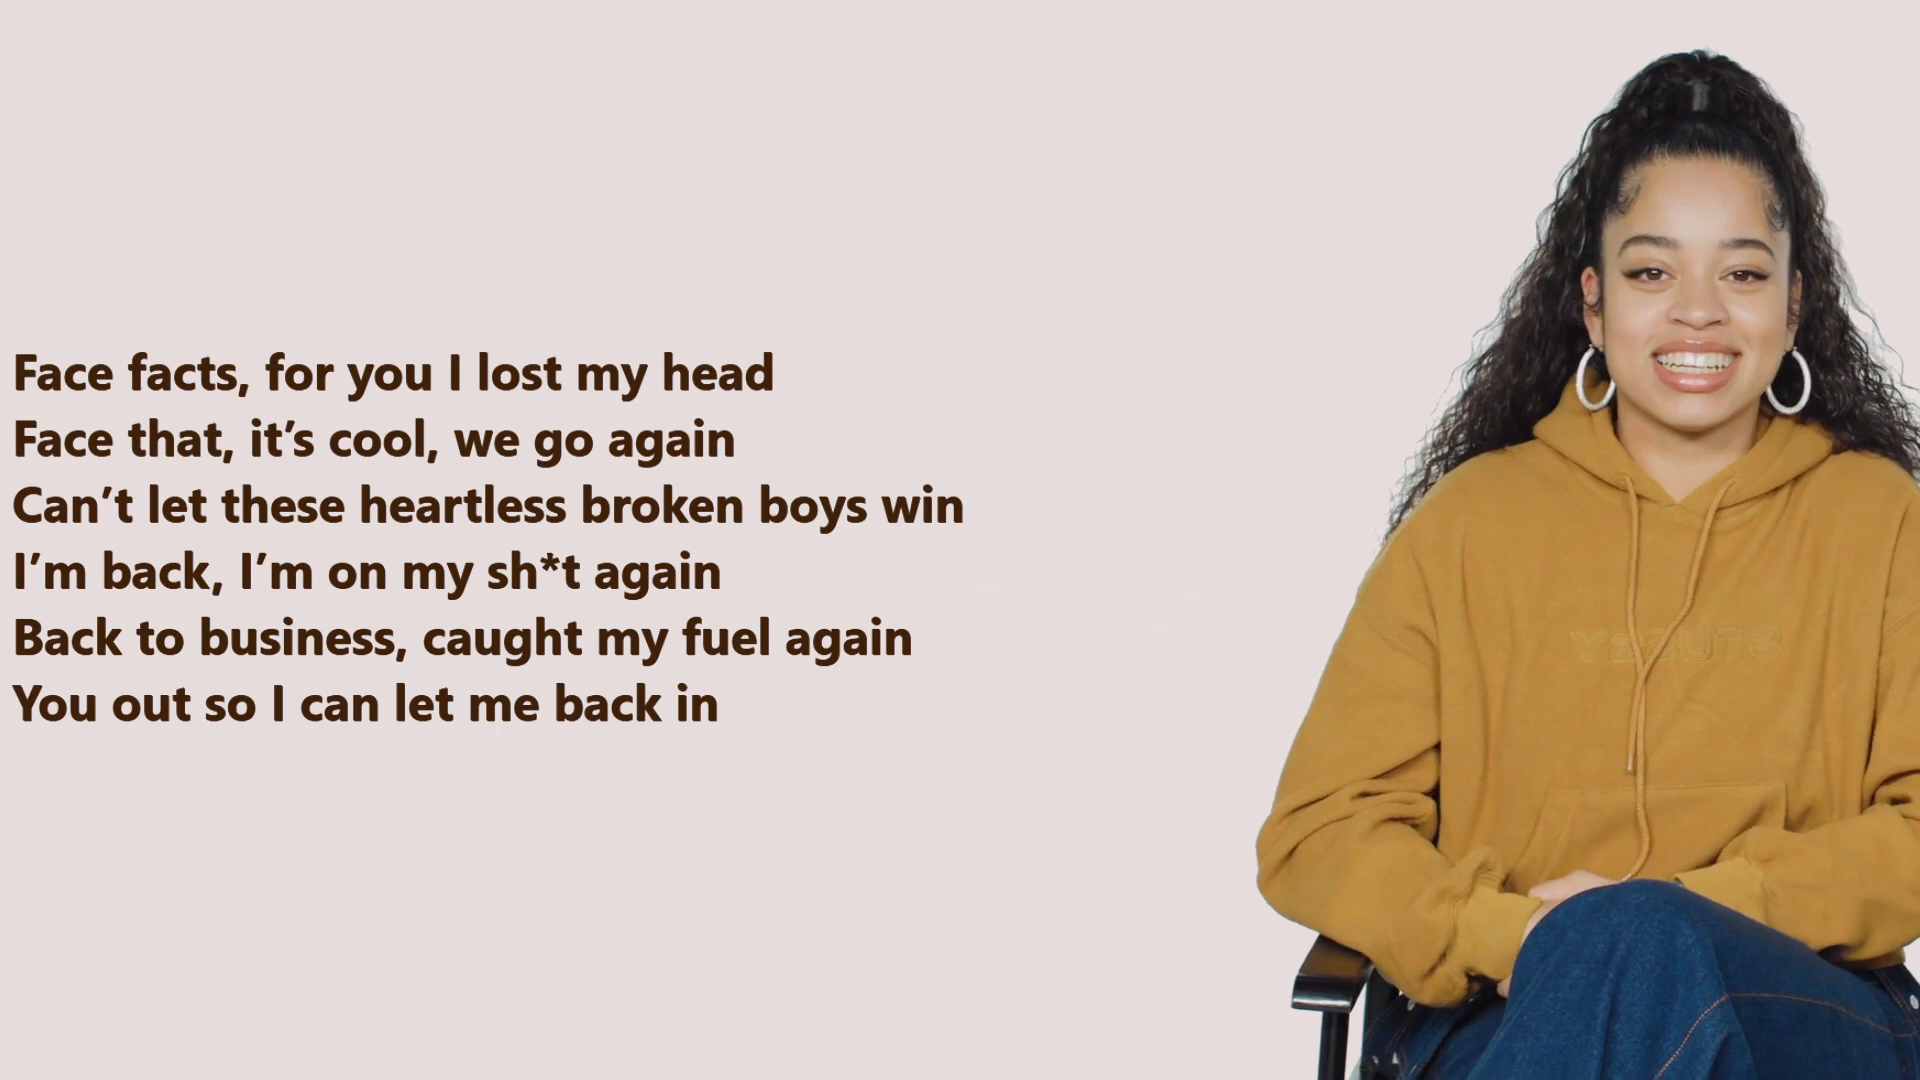 Face facts, for you I lost my head
Face that, it’s cool, we go again
Can’t let these heartless broken boys win
I’m back, I’m on my sh*t again
Back to business, caught my fuel again
You out so I can let me back in